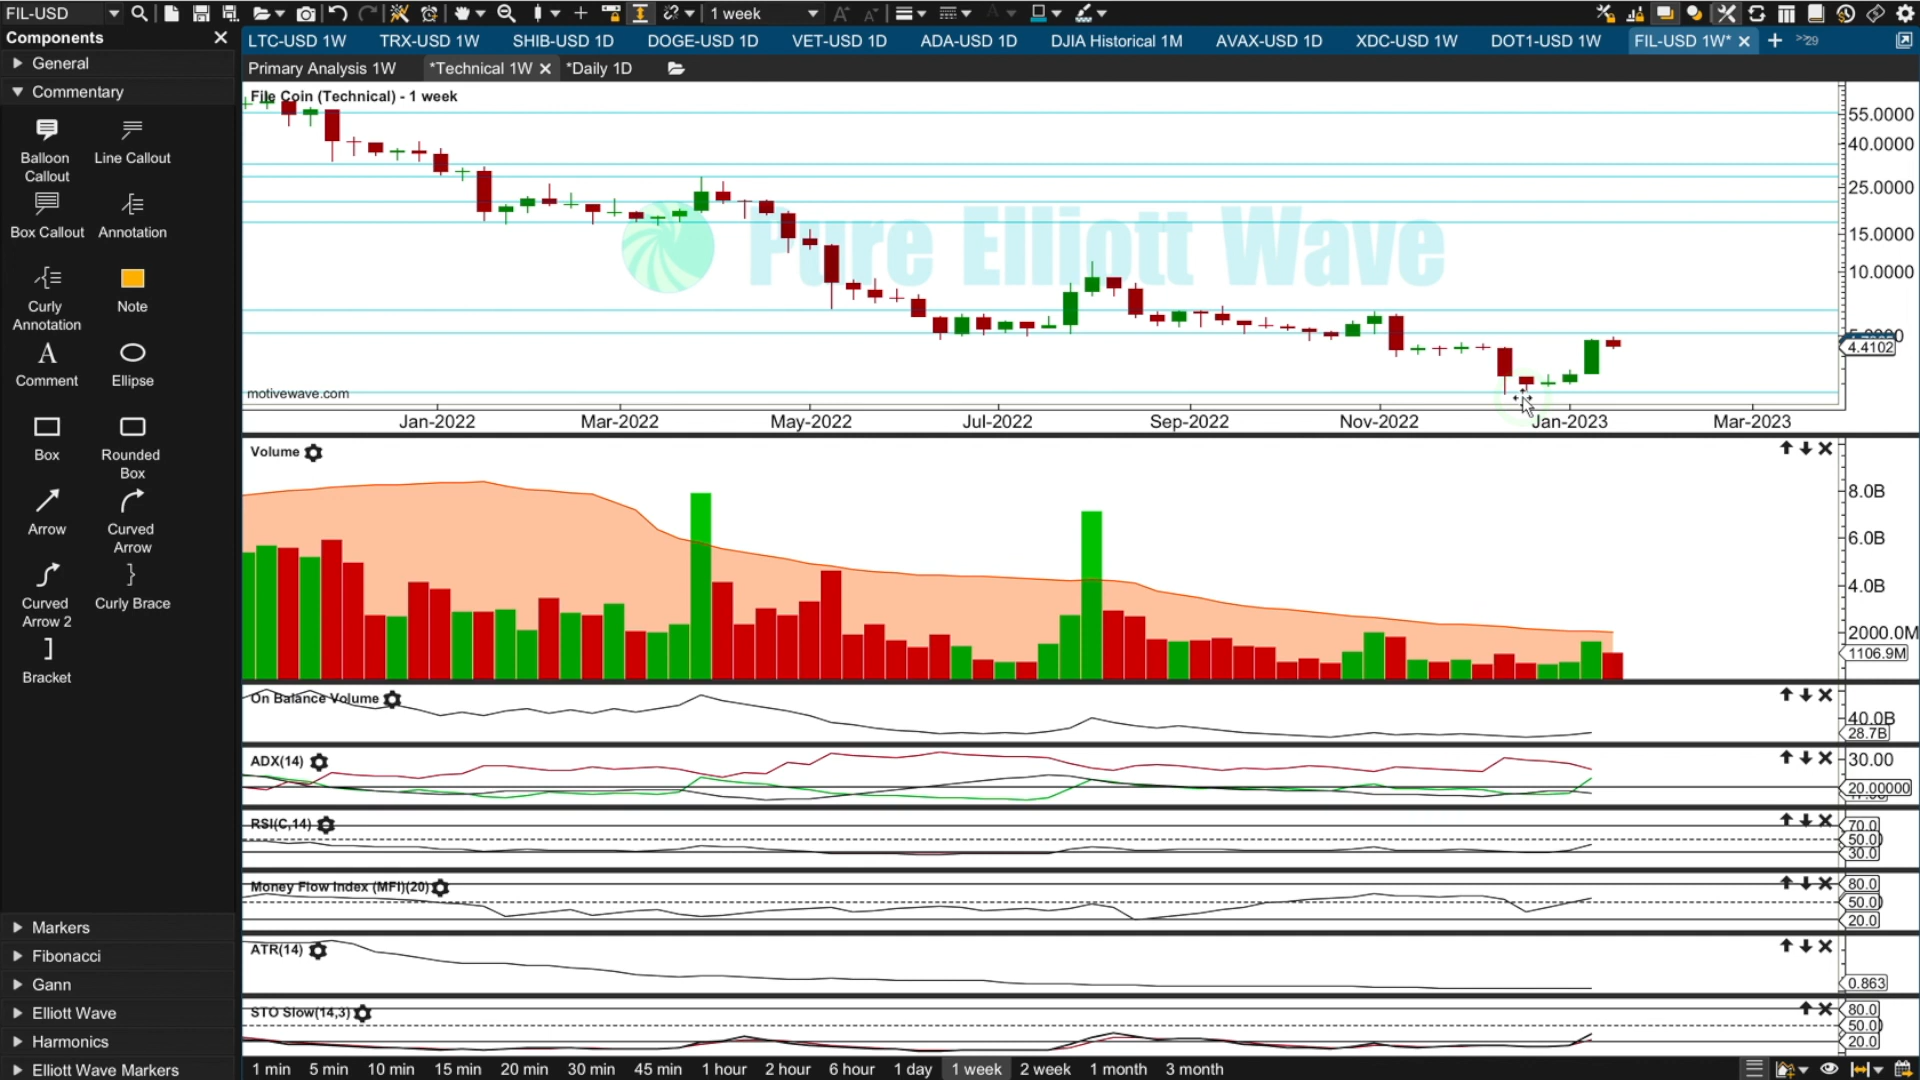 FIL-USD
1 week
Components
General
Commentary
Balloon Callout
Line Callout
Box Callout
Annotation
Curly Annotation
Note
Comment
Ellipse
Box
Rounded Box
Arrow
Curved Arrow
Curved Arrow 2
Curly Brace
Bracket
Markers
Fibonacci
Gann
Elliott Wave
Harmonics
Elliott Wave Markers
LTC-USD 1W
TRX-USD 1W
SHIB-USD 1D
DOGE-USD 1D
VET-USD 1D
ADA-USD 1D
DJIA Historical 1M
AVAX-USD 1D
XDC-USD 1W
DOT1-USD 1W
FIL-USD 1W*
29
Primary Analysis 1W
*Technical 1W
*Daily 1D
File Coin (Technical) - 1 week
Pure Elliott Wave
motivewave.com
55.0000
40.0000
25.0000
15.0000
10.0000
4.4102
Jan-2022
Mar-2022
May-2022
Jul-2022
Sep-2022
Nov-2022
Jan-2023
Mar-2023
Volume
8.0B
6.0B
4.0B
2000.0M
1106.9M
On Balance Volume
40.0B
28.7B
ADX(14)
30.00
20.00000
RSI(C,14)
70.0
50.0
30.0
Money Flow Index (MFI)(20)
80.0
50.0
20.0
ATR(14)
0.863
STO Slow(14,3)
80.0
50.0
20.0
1 min
5 min
10 min
15 min
20 min
30 min
45 min
1 hour
2 hour
6 hour
1 day
1 week
2 week
1 month
3 month